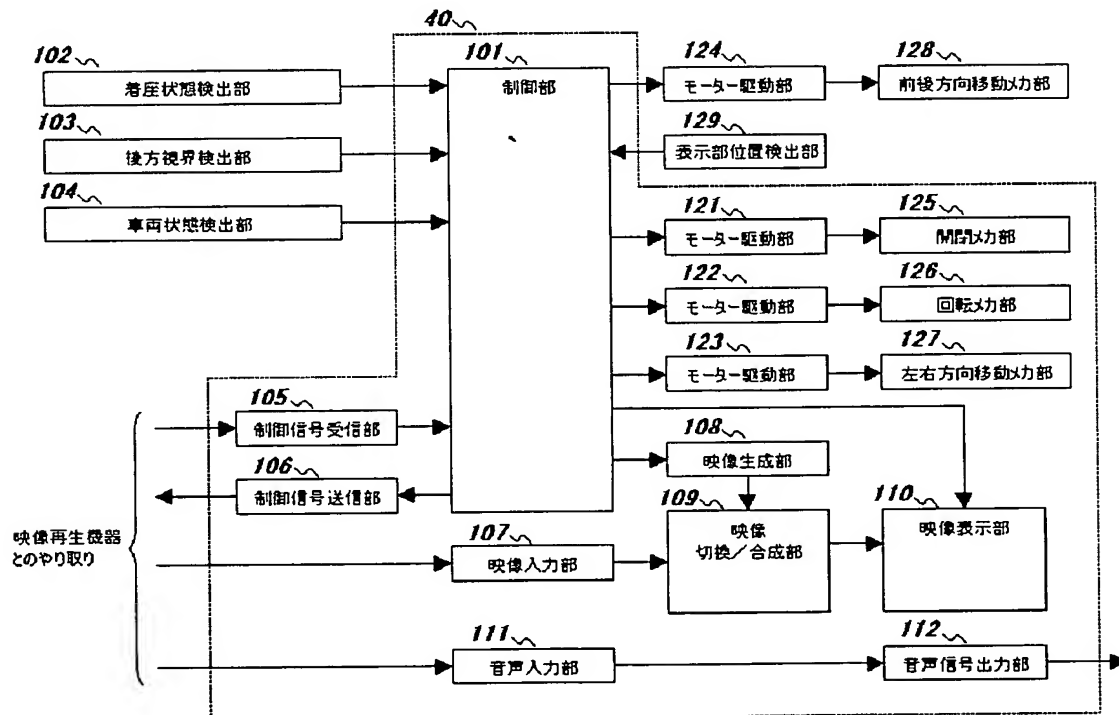 40
102
着座状態検出部
103
後方視界検出部
104
車両状態検出部
101
制御部
124
モーター駆動部
128
前後方向移動メカ部
129
表示部位置検出部
121
モーター駆動部
125
開閉メカ部
122
モーター駆動部
126
回転メカ部
123
モーター駆動部
127
左右方向移動メカ部
105
制御信号受信部
106
制御信号送信部
108
映像生成部
109
映像
切換/合成部
110
映像表示部
映像再生機器
とのやり取り
107
映像入力部
111
音声入力部
112
音声信号出力部